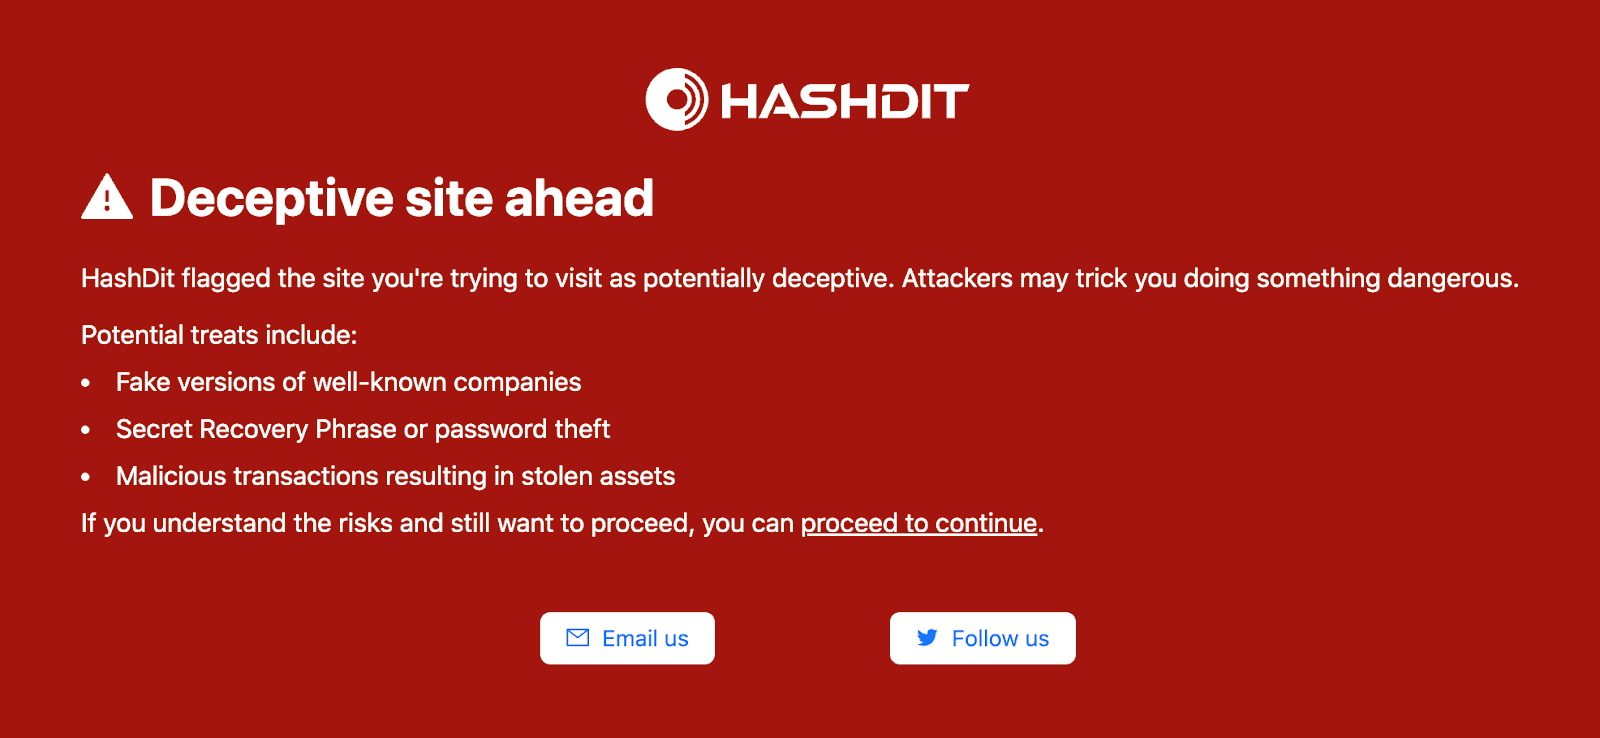 HASHDIT
Deceptive site ahead
HashDit flagged the site you're trying to visit as potentially deceptive. Attackers may trick you doing something dangerous.
Potential treats include:
• Fake versions of well-known companies
• Secret Recovery Phrase or password theft
• Malicious transactions resulting in stolen assets
If you understand the risks and still want to proceed, you can proceed to continue.
Email us
Follow us